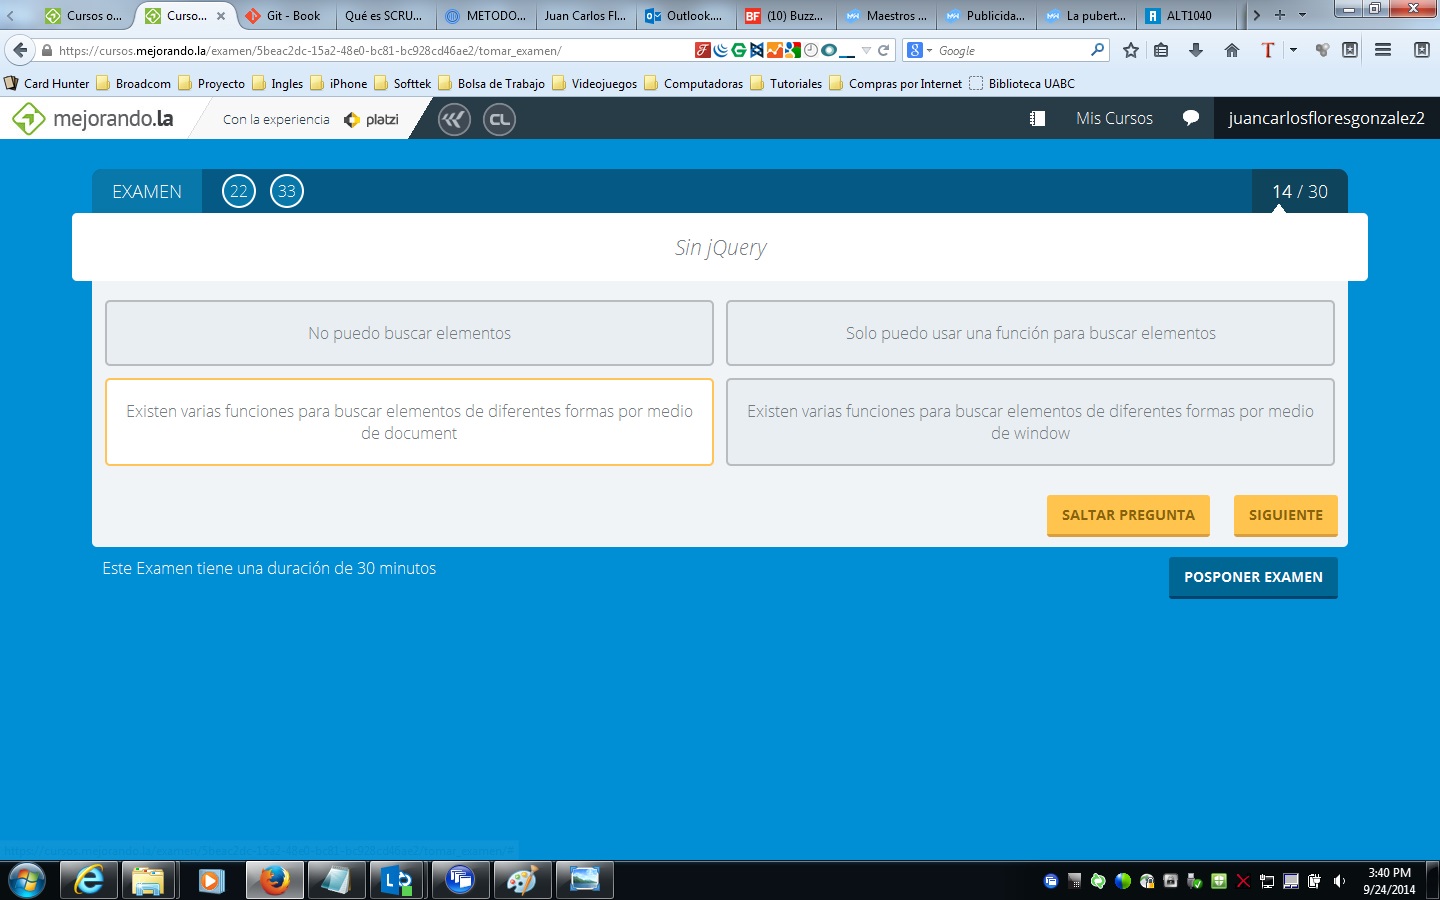 Cursos o...
Curso...
Git - Book
Qué es SCRU...
METODO...
Juan Carlos Fl...
Outlook....
BF (10) Buzz...
Maestros ...
Publicida...
La pubert...
ALT1040
https://cursos.mejorando.la/examen/5beac2dc-15a2-48e0-bc81-bc928cd46ae2/tomar_examen/
Google
Card Hunter
Broadcom
Proyecto
Ingles
iPhone
Softtek
Bolsa de Trabajo
Videojuegos
Computadoras
Tutoriales
Compras por Internet
Biblioteca UABC
mejorando.la
Con la experiencia
platzi
CL
Mis Cursos
juancarlosfloresgonzalez2
EXAMEN
22
33
14 / 30
Sin jQuery
No puedo buscar elementos
Solo puedo usar una función para buscar elementos
Existen varias funciones para buscar elementos de diferentes formas por medio
de document
Existen varias funciones para buscar elementos de diferentes formas por medio
de window
SALTAR PREGUNTA
SIGUIENTE
Este Examen tiene una duración de 30 minutos
POSPONER EXAMEN
https://cursos.mejorando.la/examen/5beac2dc-15a2-48e0-bc81-bc928cd46ae2/tomar_examen/#
3:40 PM
9/24/2014